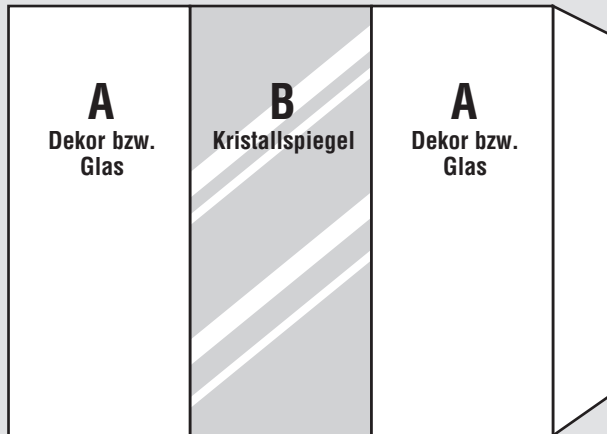 A
Dekor bzw.
Glas
B
Kristallspiegel
A
Dekor bzw.
Glas